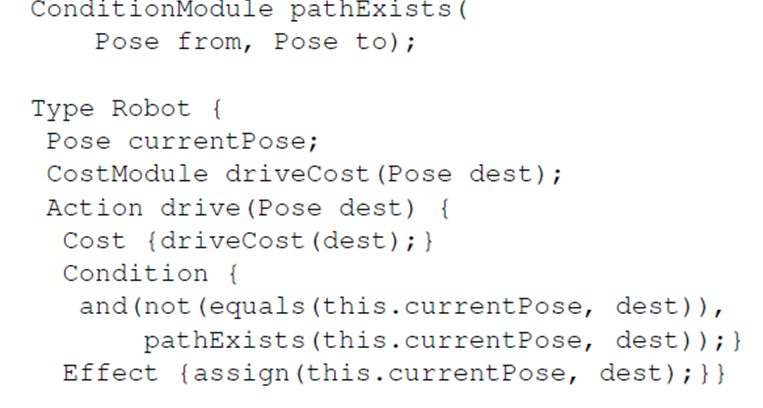 ConditionModule pathExists(
Pose from, Pose to);
Type Robot {
Pose currentPose;
CostModule driveCost(Pose dest);
Action drive(Pose dest) {
Cost {driveCost(dest);}
Condition {
and(not(equals(this.currentPose, dest)),
pathExists(this.currentPose, dest));}
Effect {assign(this.currentPose, dest);}}